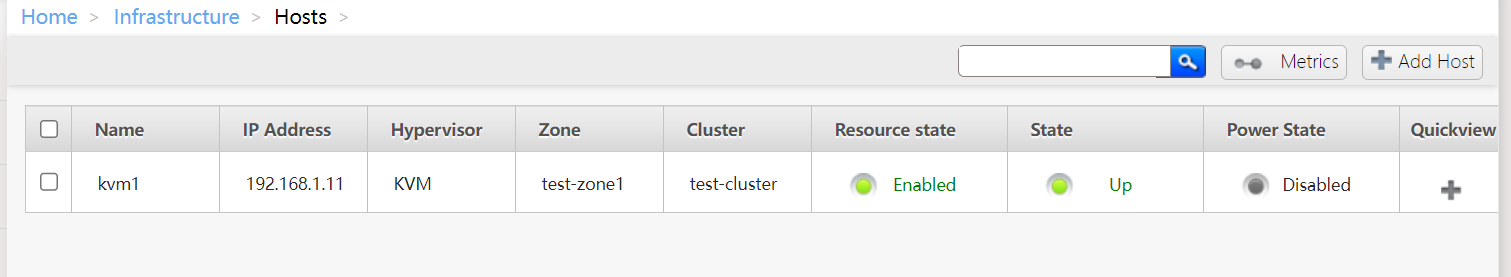 Home > Infrastructure > Hosts >
Metrics Add Host
Name IP Address Hypervisor Zone Cluster Resource state State Power State Quickview
kvm1 192.168.1.11 KVM test-zone1 test-cluster Enabled Up Disabled